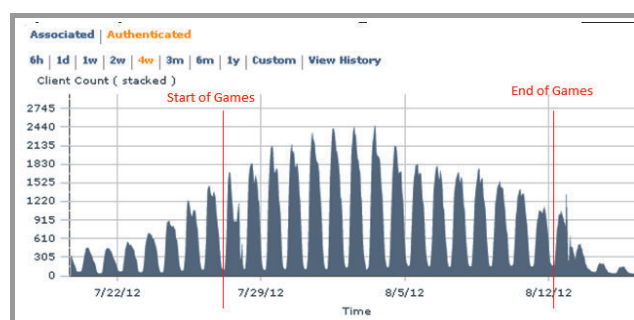 Associated | Authenticated
6h | 1d | 1w | 2w | 4w | 3m | 6m | 1y | Custom | View History
Client Count ( stacked )
Start of Games
End of Games
2745
2440
2135
1830
1525
1220
915
610
305
0
7/22/12 7/29/12 8/5/12 8/12/12
Time